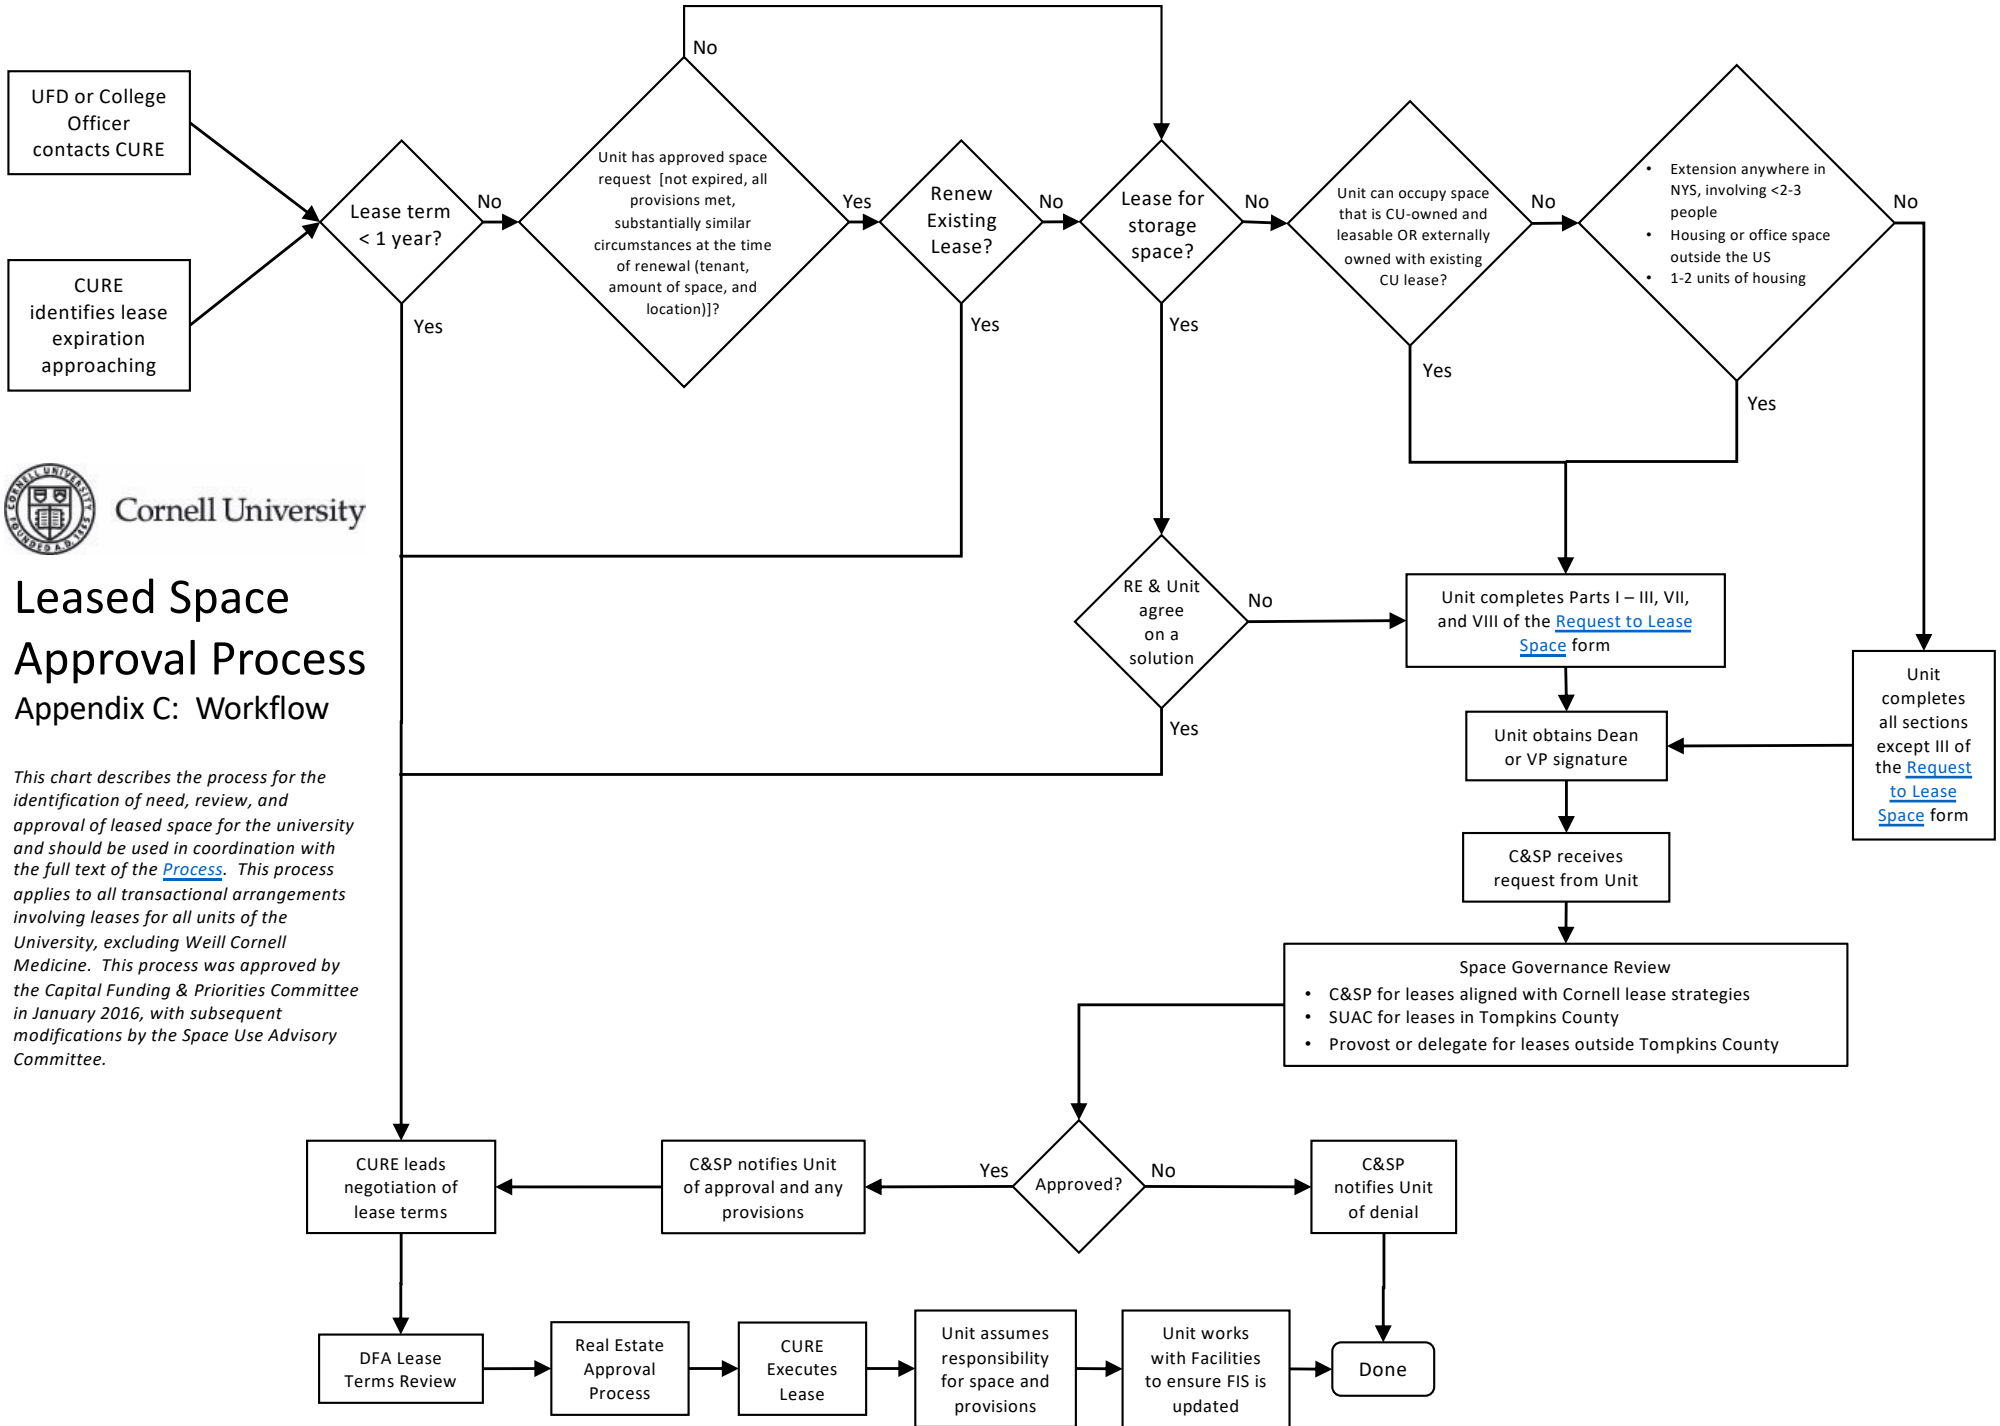 No
UFD or College
Officer
contacts CURE
CURE
identifies lease
expiration
approaching
Lease term
< 1 year?
No
Yes
Unit has approved space
request  [not expired, all
provisions met,
substantially similar
circumstances at the time
of renewal (tenant,
amount of space, and
location)]?
Yes
Renew
Existing
Lease?
No
Yes
Lease for
storage
space?
No
Yes
Unit can occupy space
that is CU-owned and
leasable OR externally
owned with existing
CU lease?
No
Yes
• Extension anywhere in
NYS, involving <2-3
people
• Housing or office space
outside the US
• 1-2 units of housing
No
Yes
CORNELL UNIVERSITY
FOUNDED A.D. 1865
Cornell University
Leased Space
Approval Process
Appendix C:  Workflow
This chart describes the process for the
identification of need, review, and
approval of leased space for the university
and should be used in coordination with
the full text of the Process.  This process
applies to all transactional arrangements
involving leases for all units of the
University, excluding Weill Cornell
Medicine.  This process was approved by
the Capital Funding & Priorities Committee
in January 2016, with subsequent
modifications by the Space Use Advisory
Committee.
RE & Unit
agree
on a
solution
No
Yes
Unit completes Parts I – III, VII,
and VIII of the Request to Lease
Space form
Unit
completes
all sections
except III of
the Request
to Lease
Space form
Unit obtains Dean
or VP signature
C&SP receives
request from Unit
Space Governance Review
• C&SP for leases aligned with Cornell lease strategies
• SUAC for leases in Tompkins County
• Provost or delegate for leases outside Tompkins County
Approved?
Yes
No
C&SP notifies Unit
of approval and any
provisions
C&SP
notifies Unit
of denial
CURE leads
negotiation of
lease terms
DFA Lease
Terms Review
Real Estate
Approval
Process
CURE
Executes
Lease
Unit assumes
responsibility
for space and
provisions
Unit works
with Facilities
to ensure FIS is
updated
Done